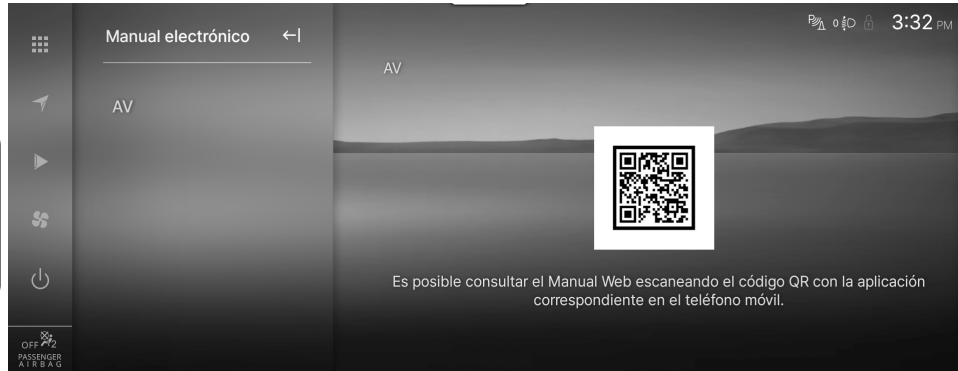 Manual electrónico
3:32 PM
AV
AV
Es posible consultar el Manual Web escaneando el código QR con la aplicación
correspondiente en el teléfono móvil.
OFF 2
PASSENGER
AIRBAG